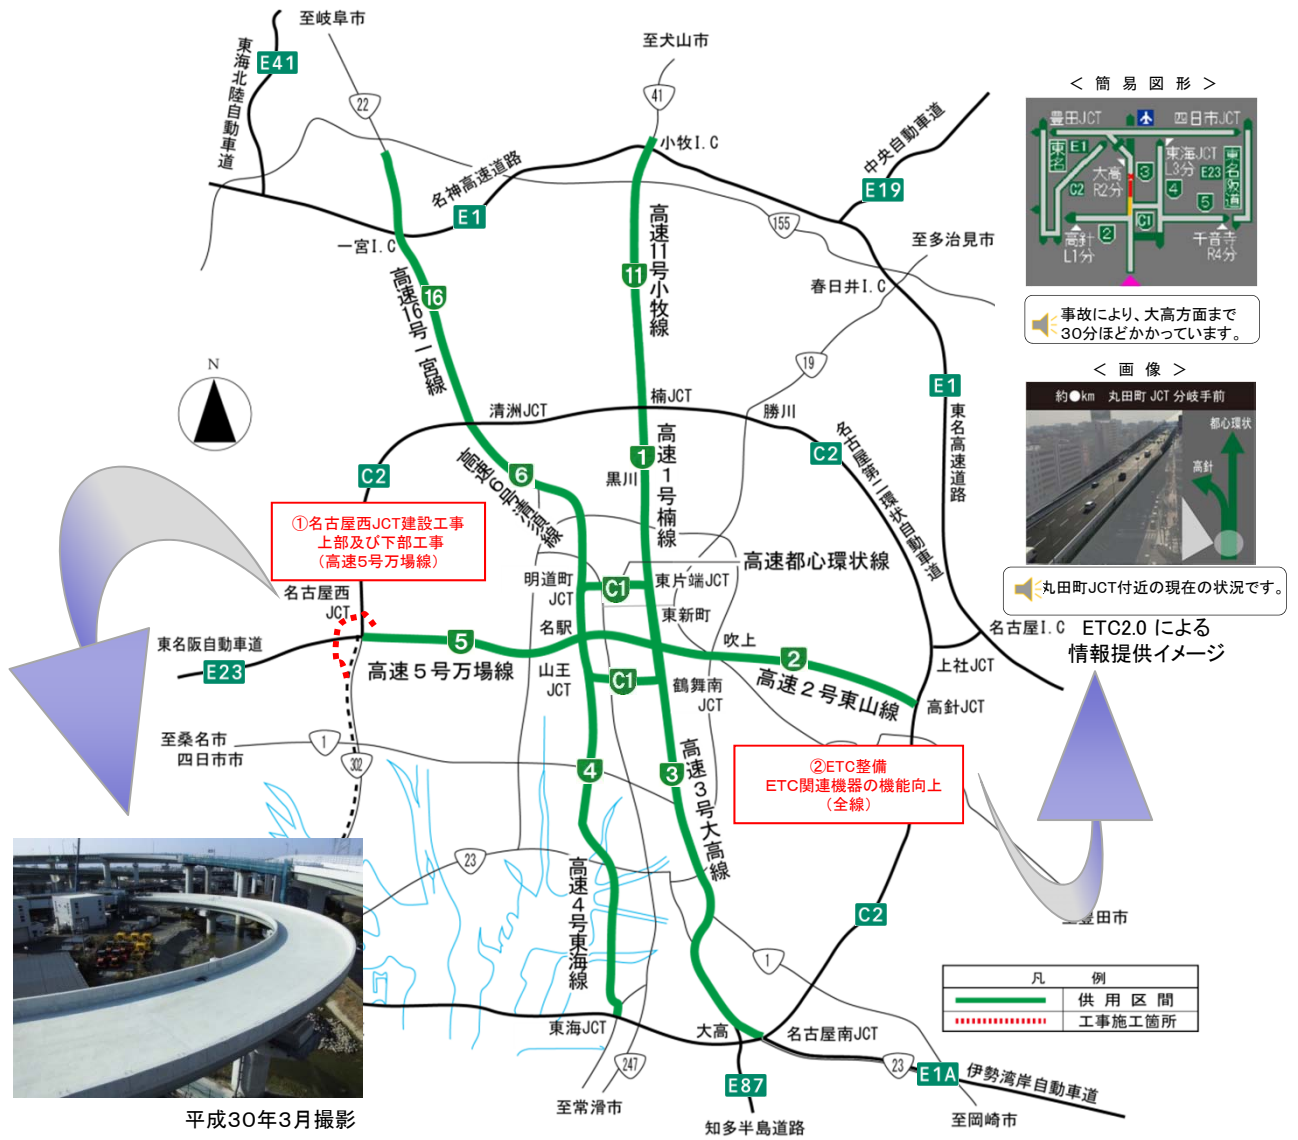 至岐阜市
至犬山市
東海北陸自動車道
E41
22
41
小牧I.C
中央自動車道
E19
名神高速道路
E1
155
一宮I.C
至多治見市
春日井I.C
高速11号小牧線
11
高速16号一宮線
16
19
E1
東名高速道路
N
清洲JCT
楠JCT
勝川
C2
C2
名古屋第二環状自動車道
高速6号清須線
6
1
高速1号楠線
黒川
①名古屋西JCT建設工事
上部及び下部工事
(高速5号万場線)
高速都心環状線
明道町
JCT
C1
東片端JCT
名古屋西
JCT
東新町
名駅
吹上
東名阪自動車道
E23
5
高速5号万場線
2
高速2号東山線
上社JCT
名古屋I.C
山王
JCT
C1
鶴舞南
JCT
高針JCT
至桑名市
四日市市
1
302
4
3
高速3号大高線
②ETC整備
ETC関連機器の機能向上
(全線)
23
高速4号東海線
C2
豊田市
1
東海JCT
大高
名古屋南JCT
247
E87
23
E1A
伊勢湾岸自動車道
至常滑市
知多半島道路
至岡崎市
平成30年3月撮影
凡 例
供用区間
工事施工箇所
<簡易図形>
豊田JCT
四日市JCT
東名
E1
C2
大高
R2分
3
東海JCT
L3分
E23
4
5
東名阪道
C1
2
高針
L1分
千音寺
R4分
事故により、大高方面まで
30分ほどかかっています。
<画像>
約●km 丸田町JCT分岐手前
都心環状
高針
丸田町JCT付近の現在の状況です。
ETC2.0による
情報提供イメージ